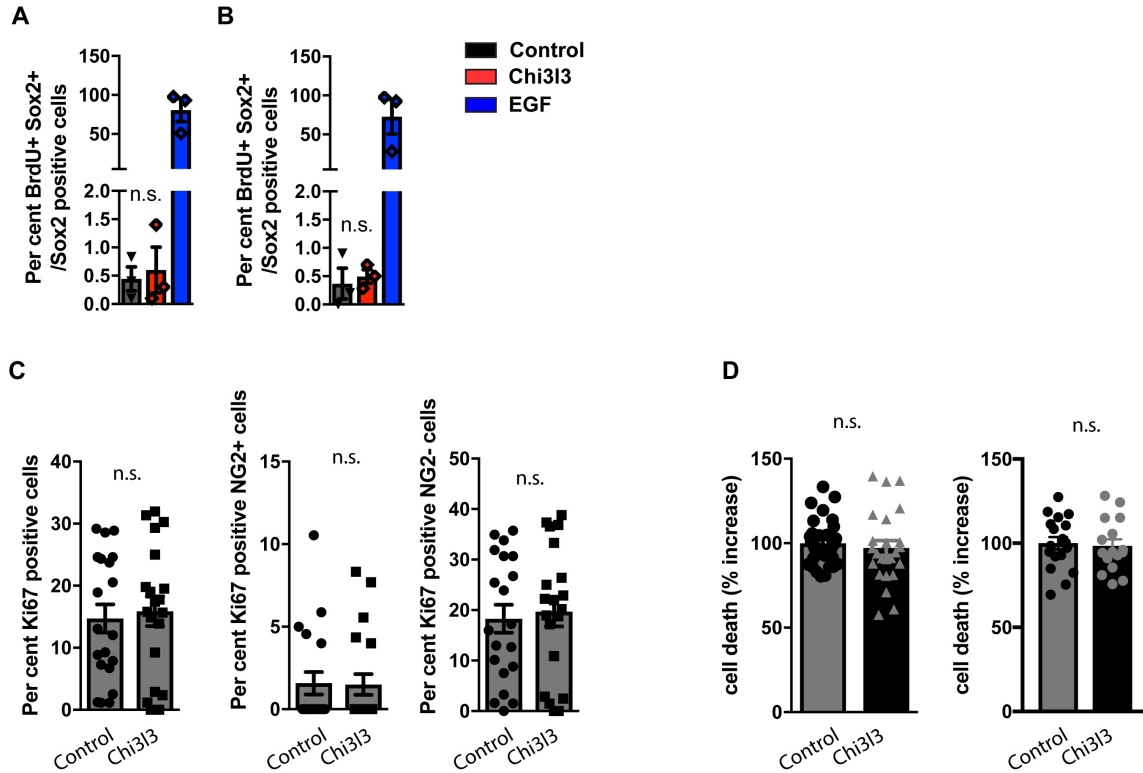 A
B
Control
Chi3l3
EGF
Per cent BrdU+ Sox2+
/Sox2 positive cells
150
100
50
2.0
1.5
1.0
0.5
0.0
n.s.
Per cent BrdU+ Sox2+
/Sox2 positive cells
150
100
50
2.0
1.5
1.0
0.5
0.0
n.s.
C
Per cent Ki67 positive cells
40
30
20
10
0
n.s.
Control
Chi3l3
Per cent Ki67 positive NG2+ cells
15
10
5
0
n.s.
Control
Chi3l3
Per cent Ki67 positive NG2- cells
50
40
30
20
10
0
n.s.
Control
Chi3l3
D
cell death (% increase)
150
100
50
0
n.s.
Control
Chi3l3
cell death (% increase)
150
100
50
0
n.s.
Control
Chi3l3